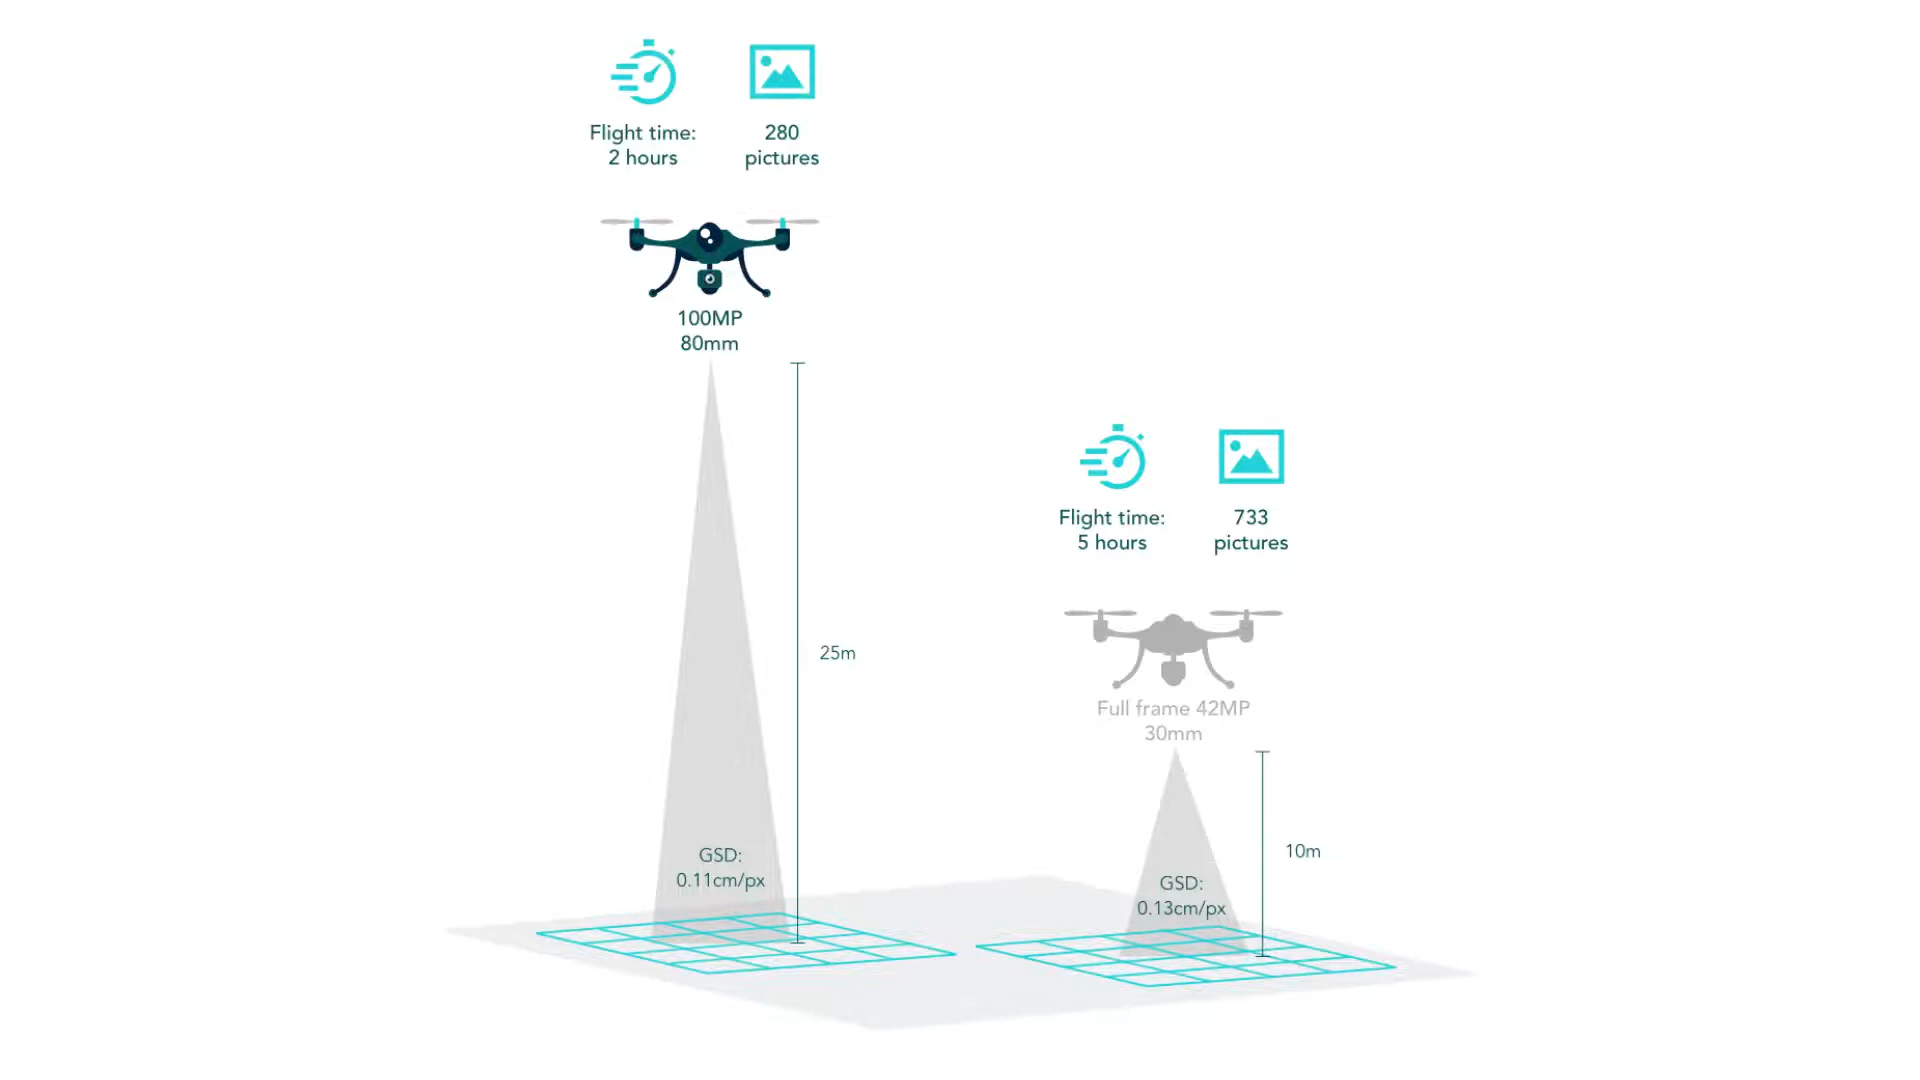 Flight time:
2 hours
280
pictures
100MP
80mm
25m
GSD:
0.11cm/px
Flight time:
5 hours
733
pictures
Full frame 42MP
30mm
10m
GSD:
0.13cm/px